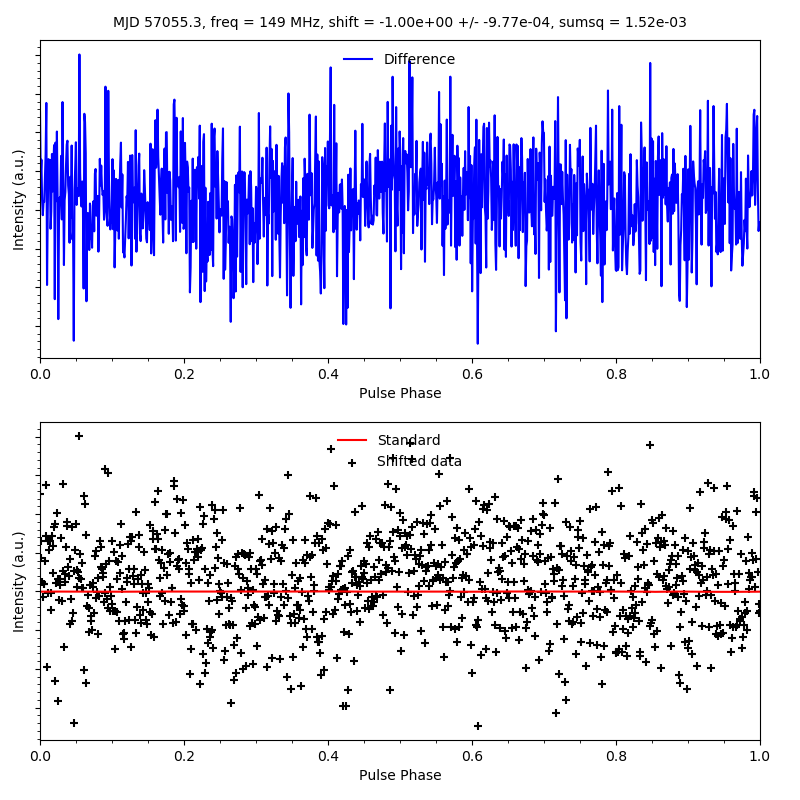 MJD 57055.3, freq = 149 MHz, shift = -1.00e+00 +/- -9.77e-04, sumsq = 1.52e-03
Difference
Intensity (a.u.)
0.0 0.2 0.4 0.6 0.8 1.0
Pulse Phase
Standard
Shifted data
Intensity (a.u.)
0.0 0.2 0.4 0.6 0.8 1.0
Pulse Phase